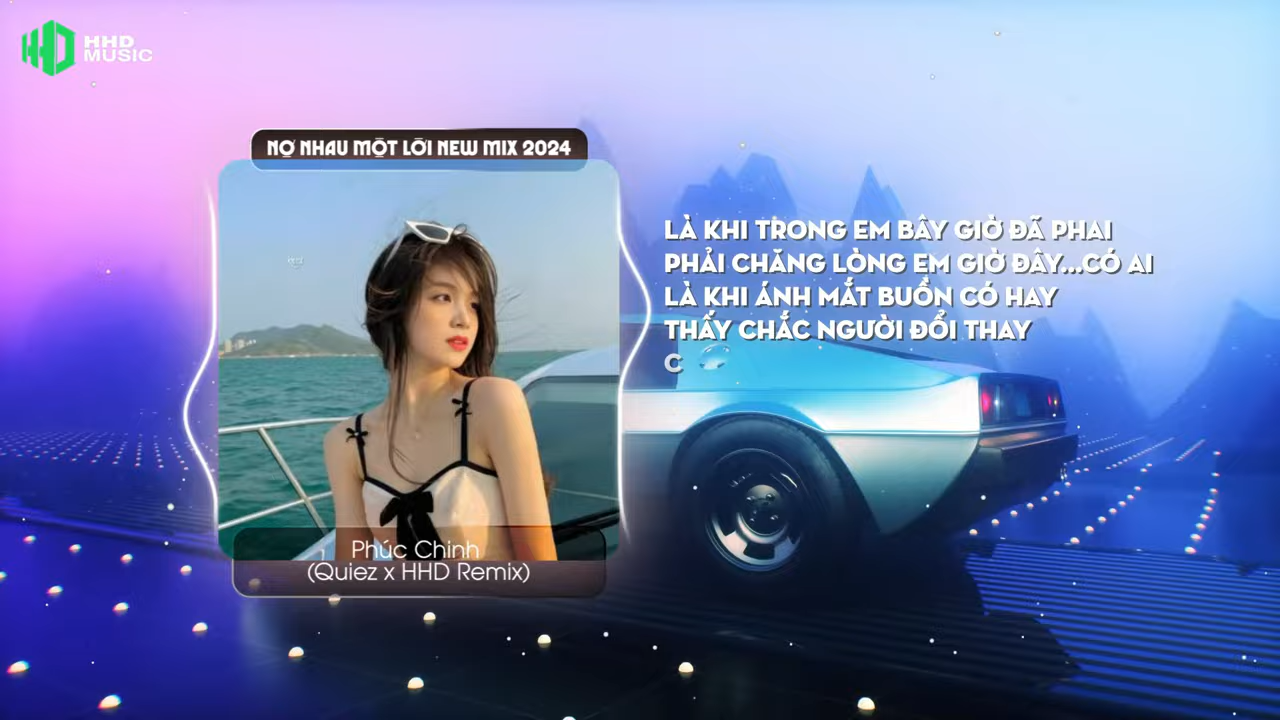 HHD
MUSIC
NỢ NHAU MỘT LỜI NEW MIX 2024
LÀ KHI TRONG EM BÂY GIỜ ĐÃ PHAI
PHẢI CHĂNG LÒNG EM GIỜ ĐÂY...CÓ AI
LÀ KHI ÁNH MẮT BUỒN CÓ HAY
THẤY CHẮC NGƯỜI ĐỔI THAY
C
Phúc Chinh
(Quiez x HHD Remix)